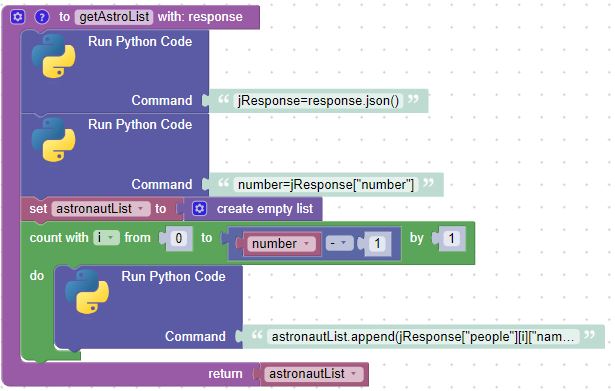 ? to getAstroList with: response
Run Python Code
Command “ jResponse=response.json() ”
Run Python Code
Command “ number=jResponse["number"] ”
set astronautList to create empty list
count with i from 0 to number - 1 by 1
do
Run Python Code
Command “ astronautList.append(jResponse["people"][i]["nam… ”
return astronautList